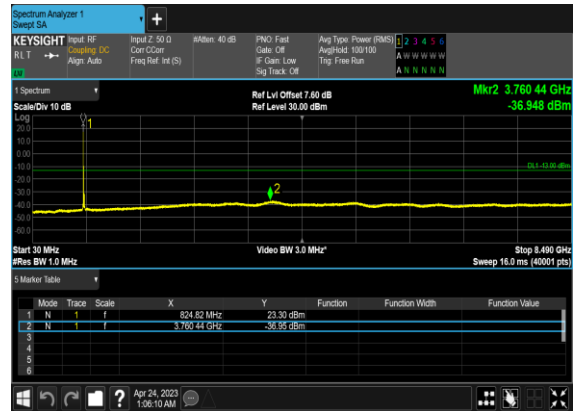 Spectrum Analyzer 1
Swept SA
+
KEYSIGHT Input: RF Input Z: 50 Ω #Atten: 40 dB PNO: Fast Avg Type: Power (RMS) 1 2 3 4 5 6
RLT Coupling: DC Corr CCorr Gate: Off Avg|Hold: 100/100 A W W W W W
Align: Auto Freq Ref: Int (S) IF Gain: Low Trig: Free Run
Sig Track: Off A N N N N N
LW
1 Spectrum Ref Lvl Offset 7.60 dB Mkr2 3.760 44 GHz
Scale/Div 10 dB Ref Level 30.00 dBm -36.948 dBm
Log
1
20.0
10.0
0.00
-10.0
DL1 -13.00 dBm
-20.0
-30.0
2
-40.0
-50.0
-60.0
Start 30 MHz Video BW 3.0 MHz* Stop 8.490 GHz
#Res BW 1.0 MHz Sweep 16.0 ms (40001 pts)
5 Marker Table
Mode Trace Scale X Y Function Function Width Function Value
1 N 1 f 824.82 MHz 23.30 dBm
2 N 1 f 3.760 44 GHz -36.95 dBm
3
4
5
6
? Apr 24, 2023
1:06:10 AM